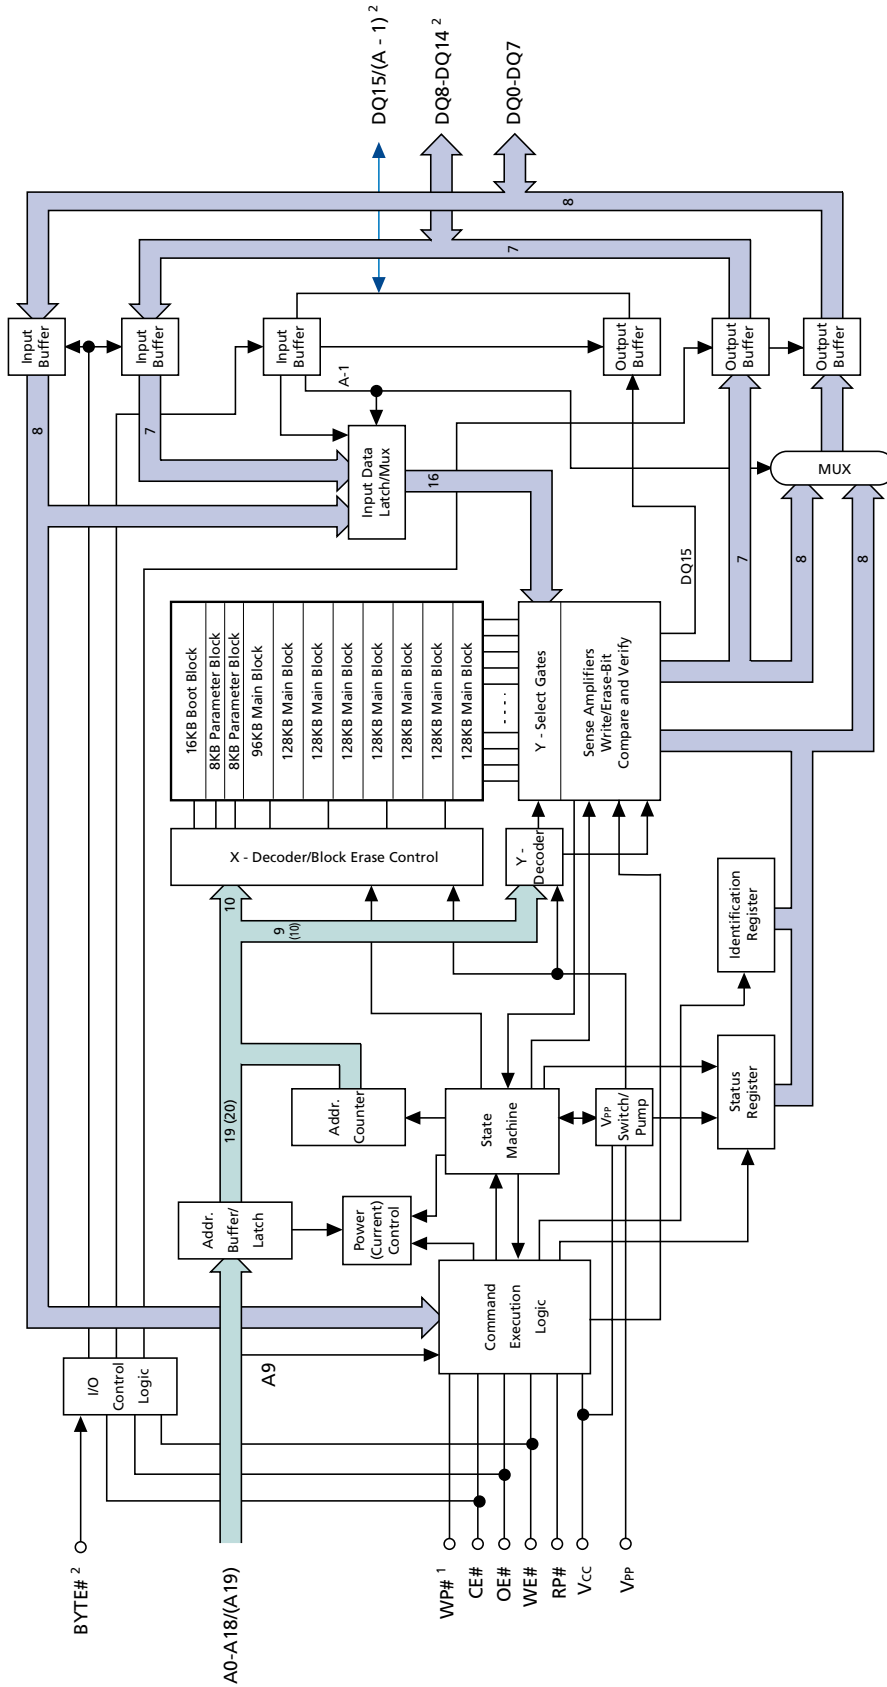 BYTE# 2
A0-A18/(A19)
WP# 1
CE#
OE#
WE#
RP#
VCC
VPP
I/O
Control
Logic
A9
Addr.
Buffer/
Latch
Power
(Current)
Control
Command
Execution
Logic
19 (20)
Addr.
Counter
State
Machine
VPP
Switch/
Pump
Status
Register
Identification
Register
10
9
(10)
X - Decoder/Block Erase Control
Y -
Decoder
16KB Boot Block
8KB Parameter Block
8KB Parameter Block
96KB Main Block
128KB Main Block
128KB Main Block
128KB Main Block
128KB Main Block
128KB Main Block
128KB Main Block
128KB Main Block
Y - Select Gates
Sense Amplifiers
Write/Erase-Bit
Compare and Verify
DQ15
7
8
8
8
7
16
Input Data
Latch/Mux
A-1
MUX
Input
Buffer
Input
Buffer
Input
Buffer
Output
Buffer
Output
Buffer
Output
Buffer
7
8
DQ15/(A - 1) 2
DQ8-DQ14 2
DQ0-DQ7